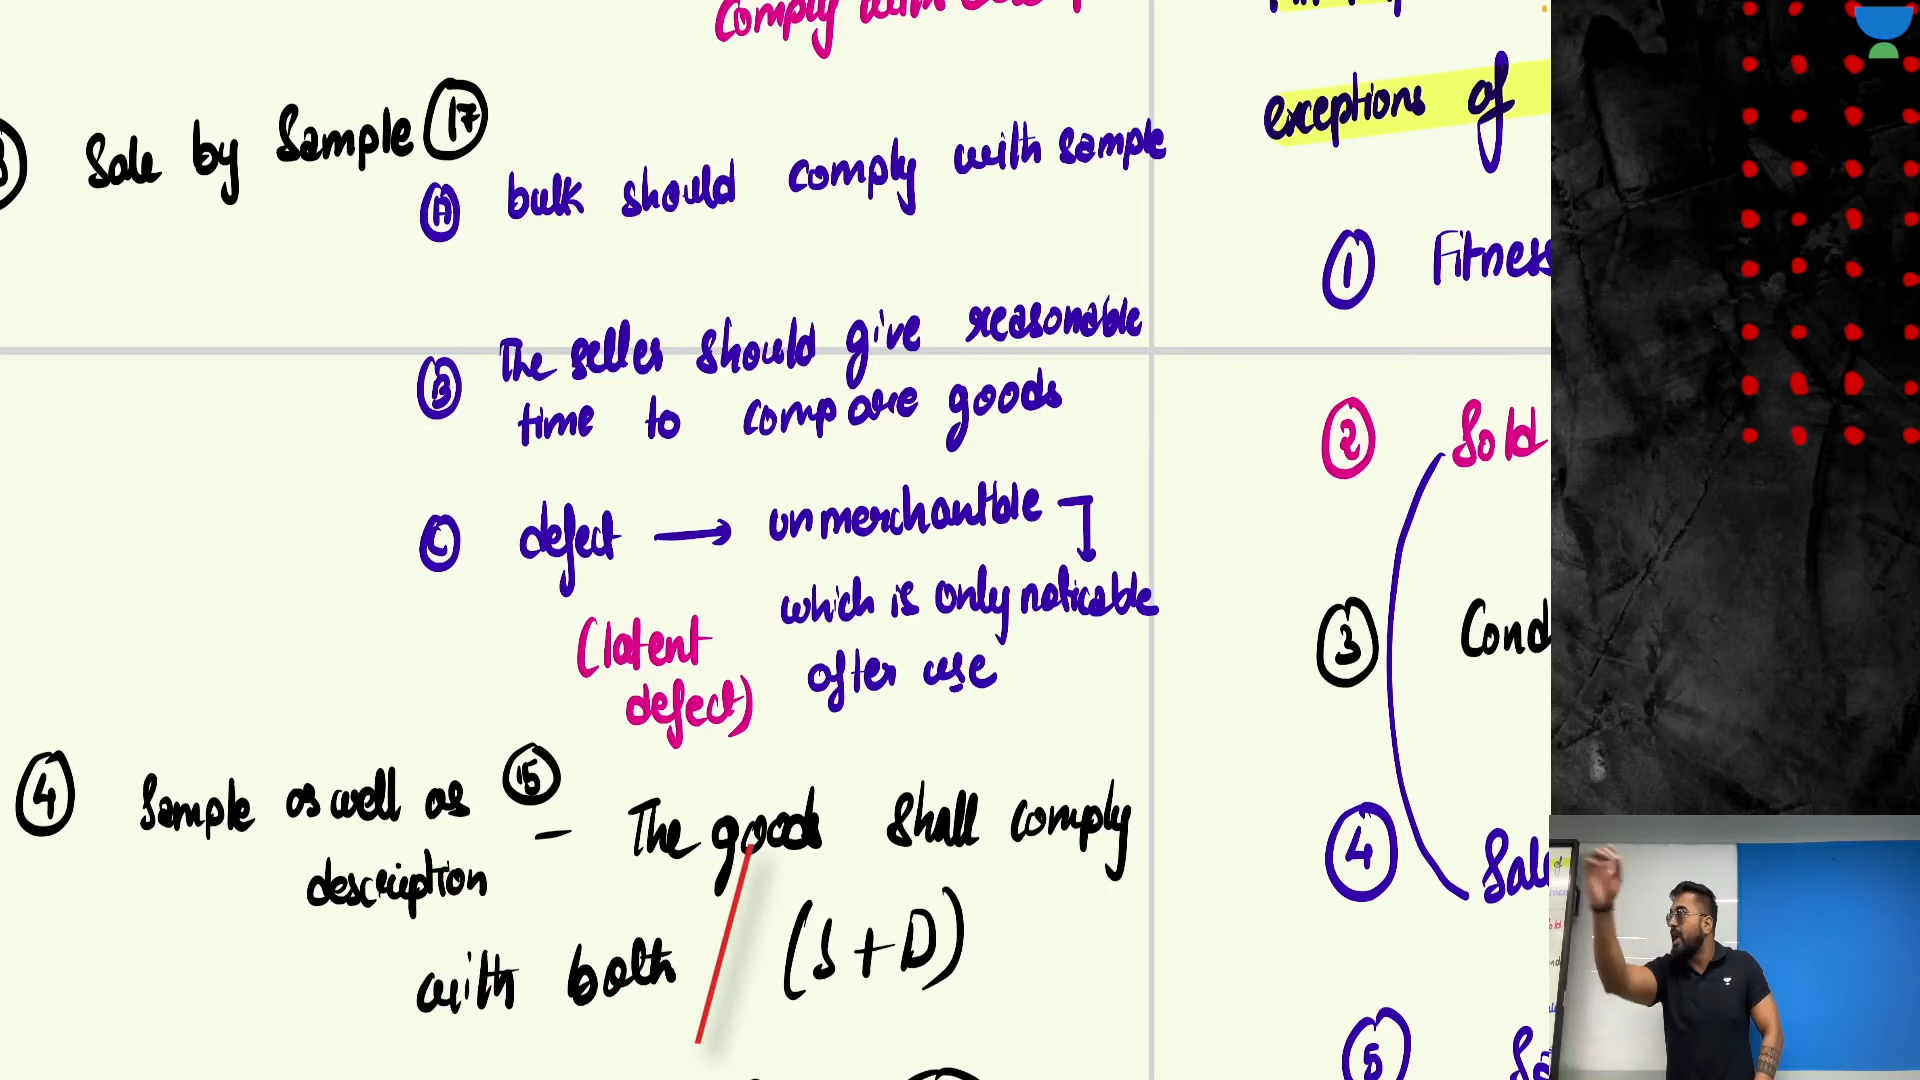 Comply with
③ Sale by Sample ⑰
Ⓐ bulk should comply with sample
Ⓑ The seller should give reasonable
time to compare goods
Ⓒ defect → unmerchantble
which is only noticable
(latent
defect)
after use
④ Sample as well as ⑮ - The goods shall comply
description
with both (S+D)
exceptions of
① Fitness
② Sold
③ Cond
④ Sale
⑤